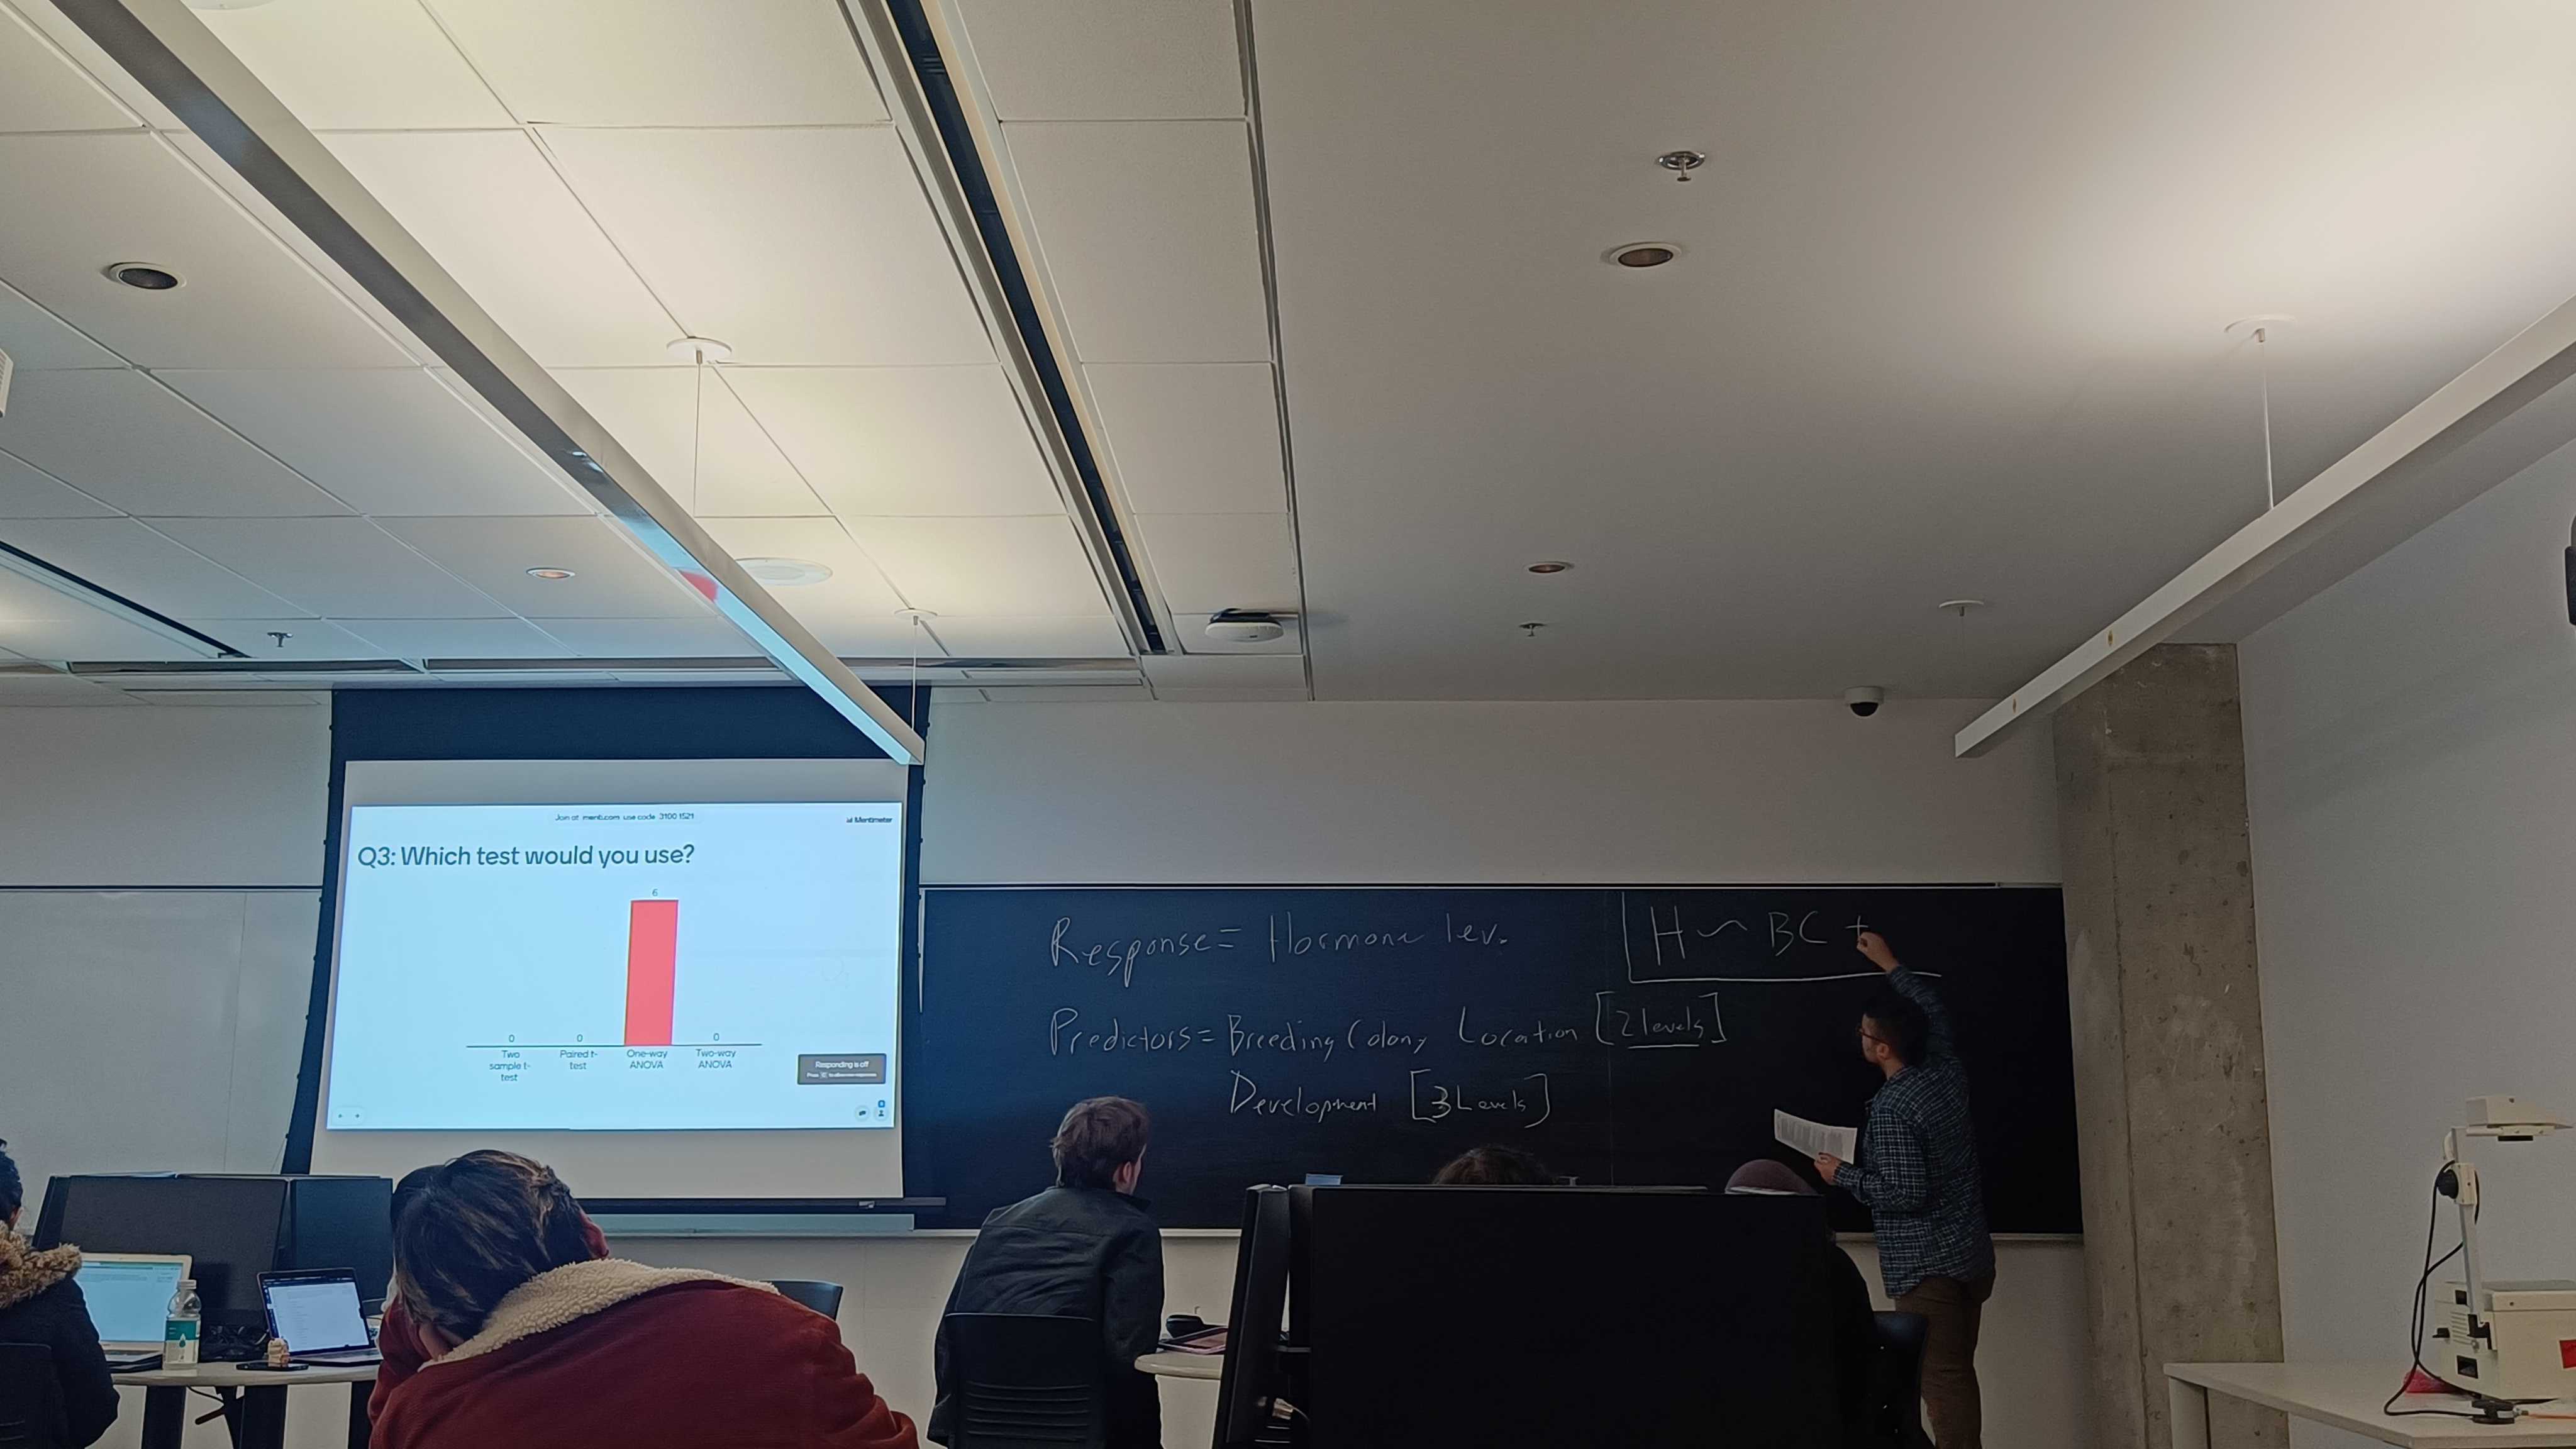 Join at menti.com use code 3100 1521
Mentimeter
Q3: Which test would you use?
6
0
0
0
Two sample t-test
Paired t-test
One-way ANOVA
Two-way ANOVA
Responding is off
Response = Hormone lev.
H ~ BC +
Predictors = Breeding Colony Location [2 levels]
Development [3 Levels]